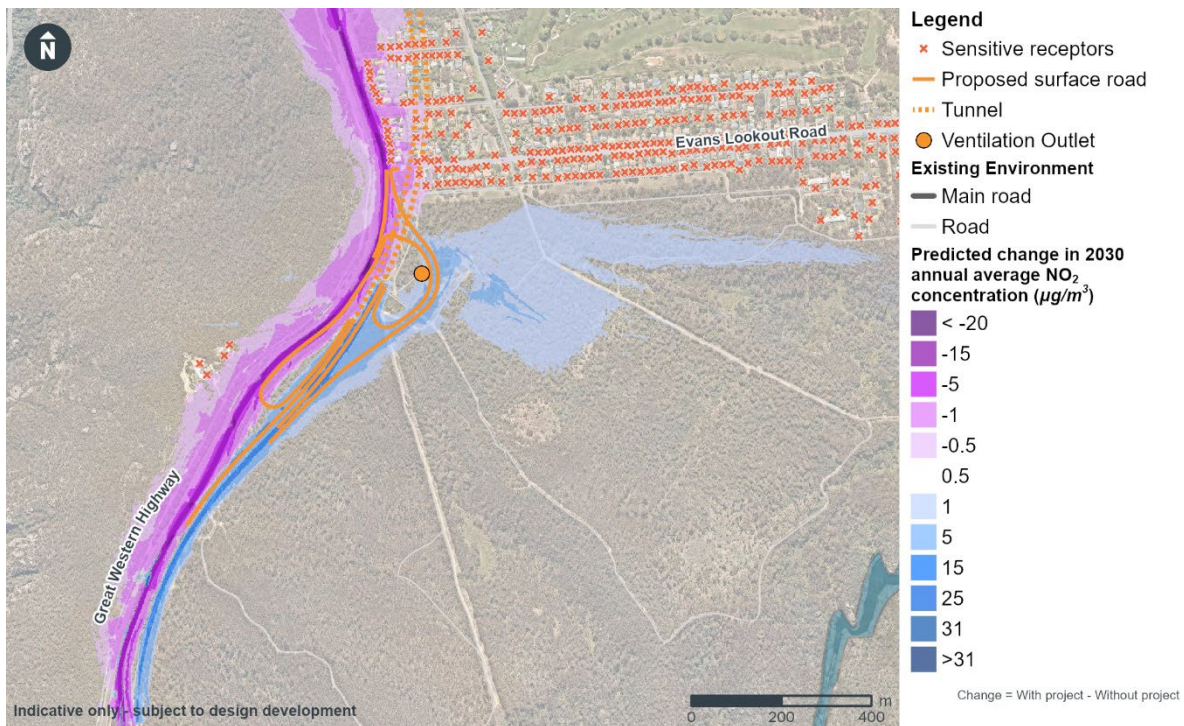 N
Evans Lookout Road
Great Western Highway
Indicative only - subject to design development
m
0 200 400
Legend
Sensitive receptors
Proposed surface road
Tunnel
Ventilation Outlet
Existing Environment
Main road
Road
Predicted change in 2030
annual average NO₂
concentration (µg/m³)
< -20
-15
-5
-1
-0.5
0.5
1
5
15
25
31
>31
Change = With project - Without project